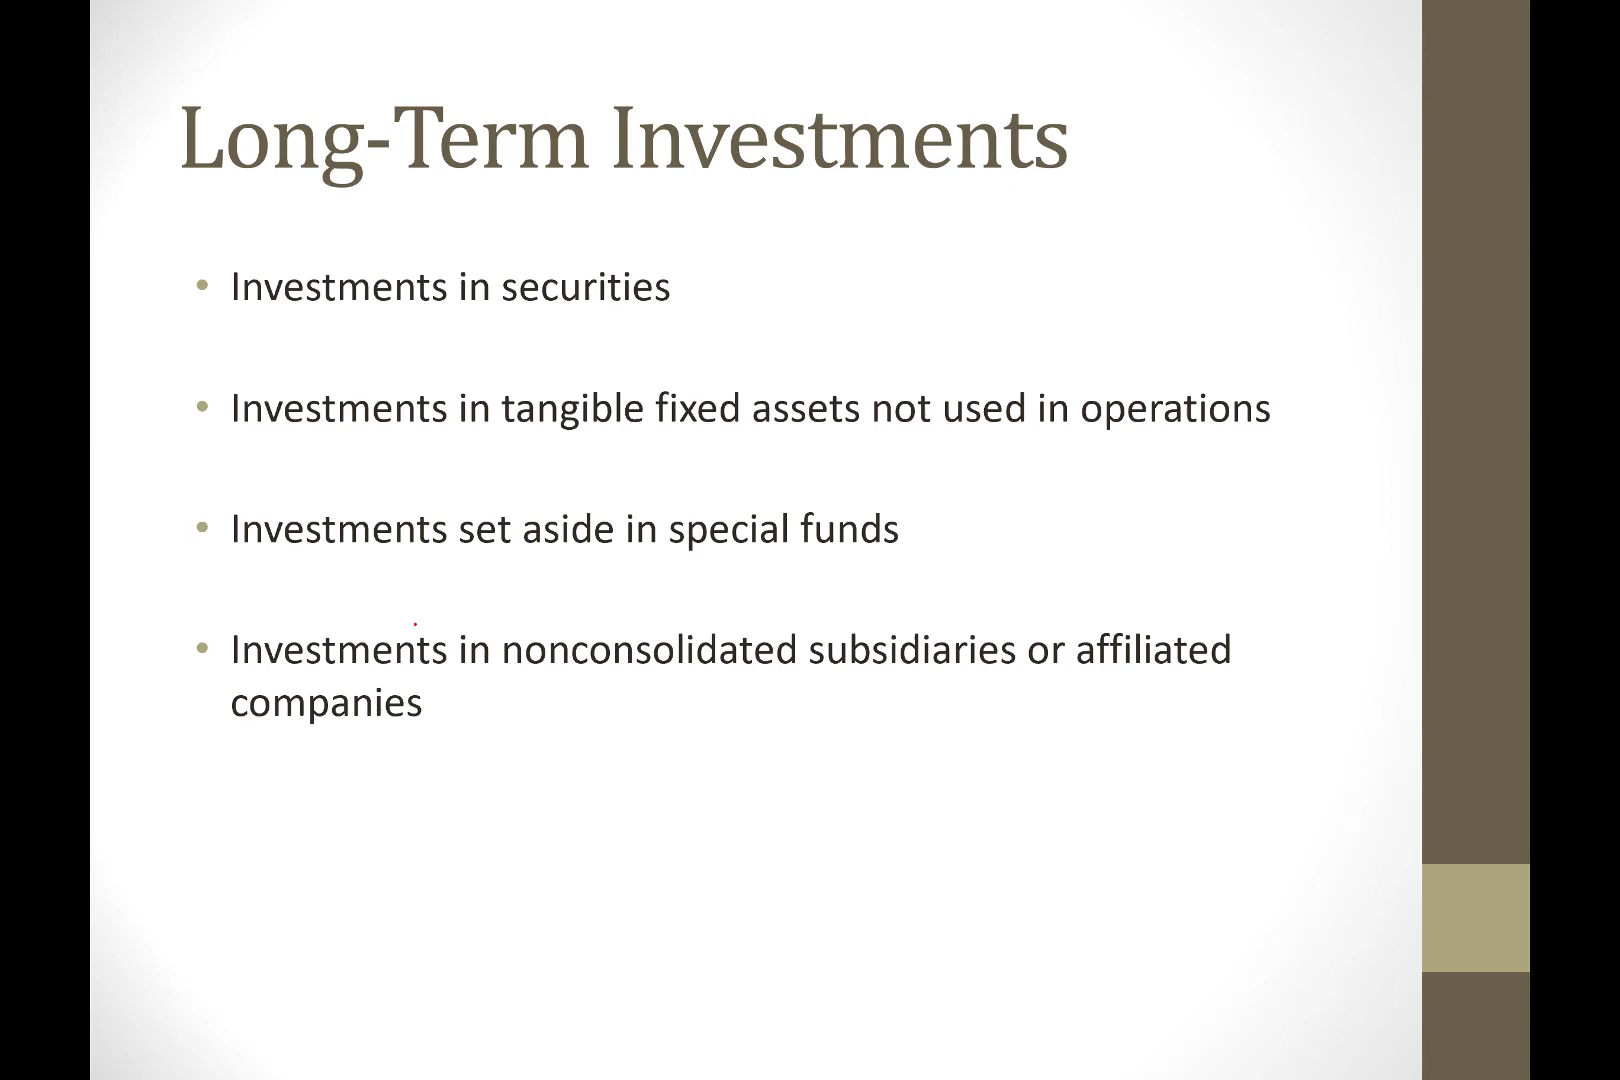 Long-Term Investments
• Investments in securities
• Investments in tangible fixed assets not used in operations
• Investments set aside in special funds
• Investments in nonconsolidated subsidiaries or affiliated
companies